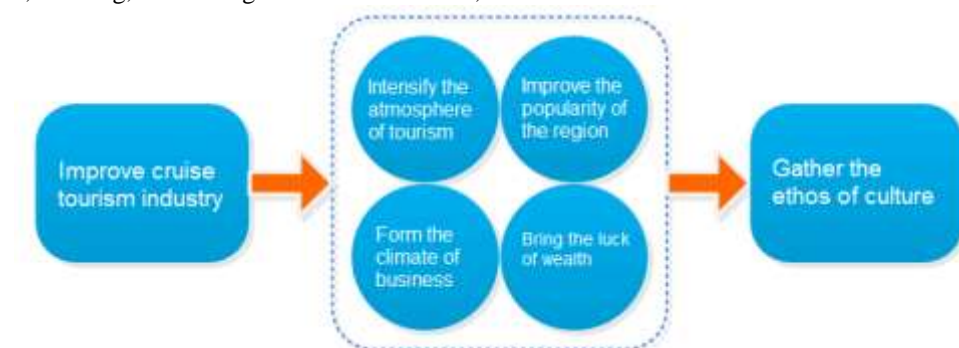 Improve cruise
tourism industry
Intensify the
atmosphere
of tourism
Improve the
popularity of
the region
Form the
climate of
business
Bring the luck
of wealth
Gather the
ethos of culture